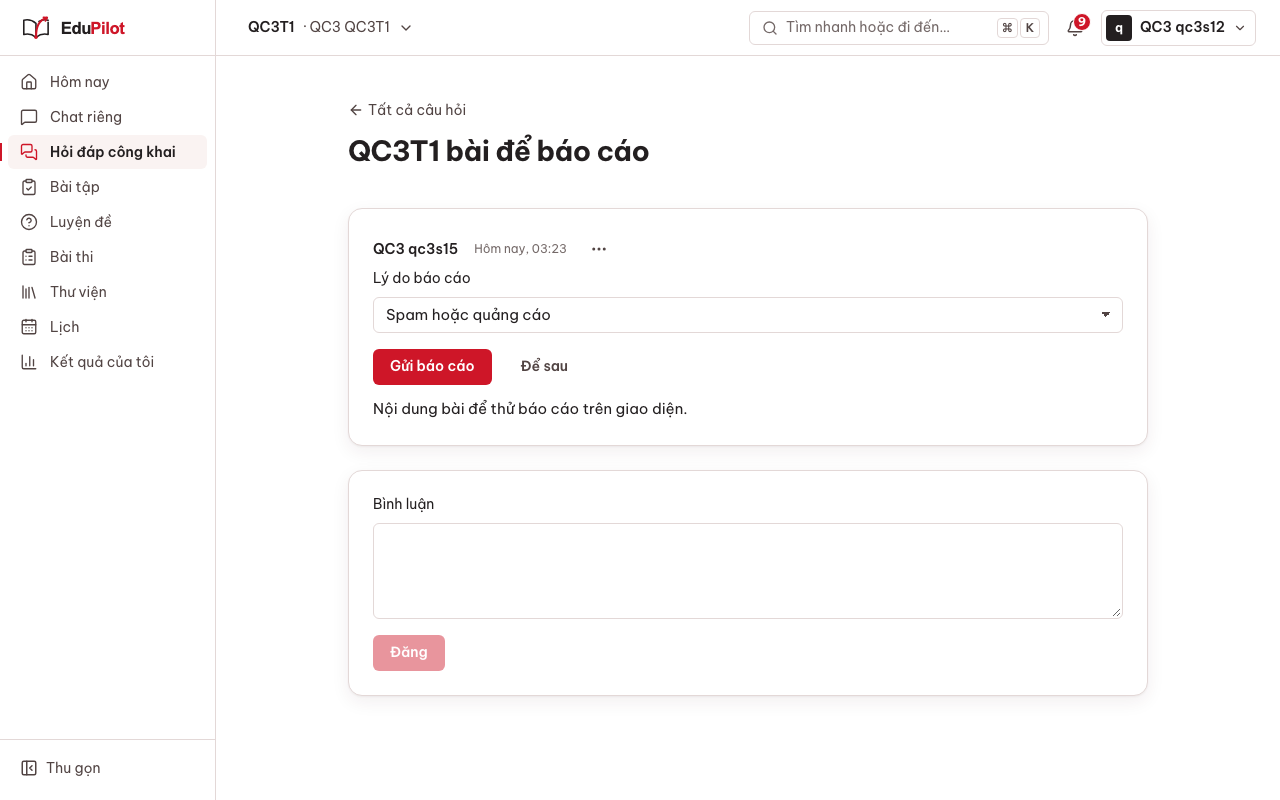 EduPilot
QC3T1 · QC3 QC3T1
Tìm nhanh hoặc đi đến...
⌘ K
9
q
QC3 qc3s12
Hôm nay
Chat riêng
Hỏi đáp công khai
Bài tập
Luyện đề
Bài thi
Thư viện
Lịch
Kết quả của tôi
Thu gọn
Tất cả câu hỏi
QC3T1 bài để báo cáo
QC3 qc3s15 Hôm nay, 03:23
Lý do báo cáo
Spam hoặc quảng cáo
Gửi báo cáo Để sau
Nội dung bài để thử báo cáo trên giao diện.
Bình luận
Đăng